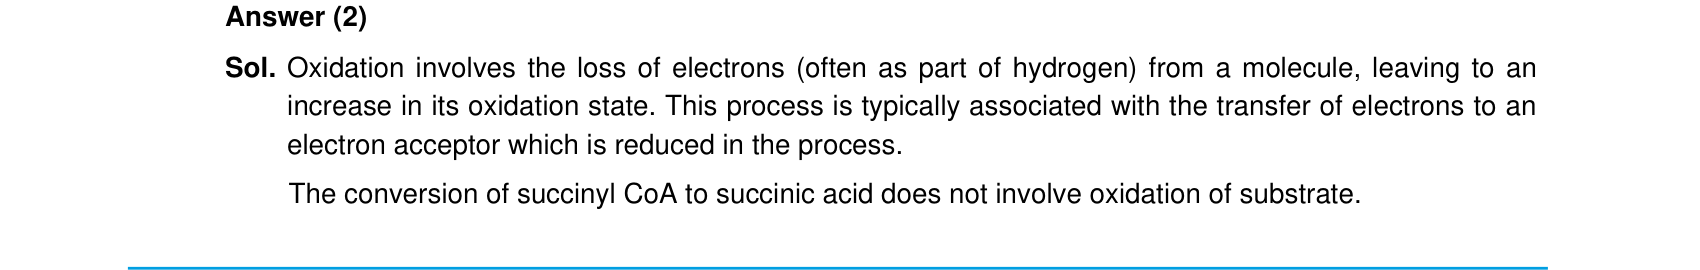 Answer (2)
Sol. Oxidation involves the loss of electrons (often as part of hydrogen) from a molecule, leaving to an
increase in its oxidation state. This process is typically associated with the transfer of electrons to an
electron acceptor which is reduced in the process.
The conversion of succinyl CoA to succinic acid does not involve oxidation of substrate.